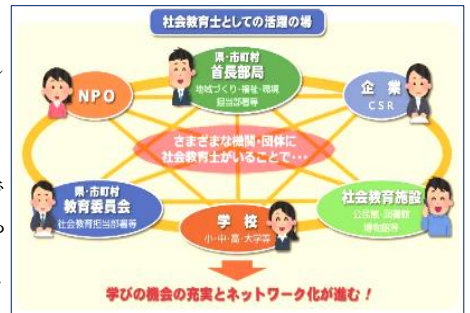 社会教育士としての活躍の場
県・市町村
首長部局
地域づくり・福祉・環境
担当部署等
NPO
企業
CSR
さまざまな機関・団体に
社会教育士がいることで・・・
県・市町村
教育委員会
社会教育担当部署等
学校
小・中・高・大学等
社会教育施設
公民館・図書館
博物館等
学びの機会の充実とネットワーク化が進む！